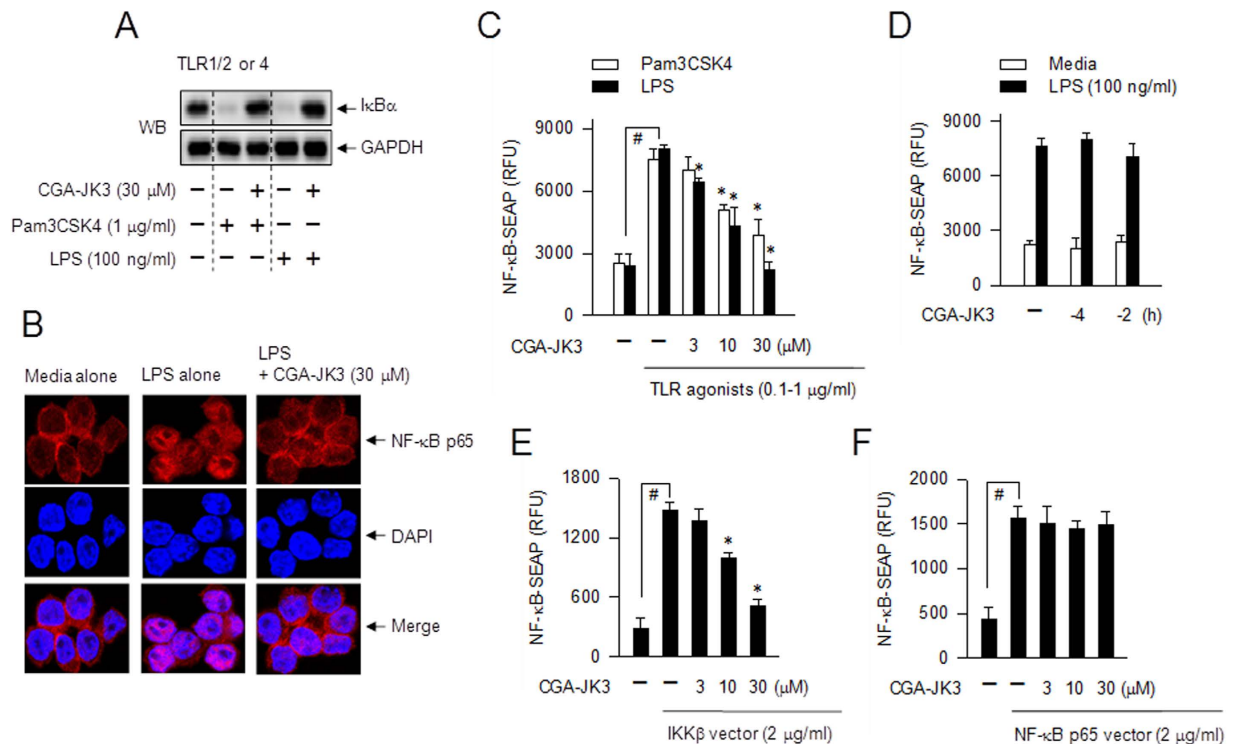 A
TLR1/2 or 4
WB
IκBα
GAPDH
CGA-JK3 (30 μM) – – + – +
Pam3CSK4 (1 μg/ml) – + + – –
LPS (100 ng/ml) – – – + +
B
Media alone
LPS alone
LPS
+ CGA-JK3 (30 μM)
NF-κB p65
DAPI
Merge
C
Pam3CSK4
LPS
NF-κB-SEAP (RFU)
9000
6000
3000
0
#
*
* *
* *
CGA-JK3 – – 3 10 30 (μM)
TLR agonists (0.1-1 μg/ml)
D
Media
LPS (100 ng/ml)
NF-κB-SEAP (RFU)
9000
6000
3000
0
CGA-JK3 – -4 -2 (h)
E
NF-κB-SEAP (RFU)
1800
1200
600
0
#
*
*
CGA-JK3 – – 3 10 30 (μM)
IKKβ vector (2 μg/ml)
F
NF-κB-SEAP (RFU)
2000
1500
1000
500
0
#
CGA-JK3 – – 3 10 30 (μM)
NF-κB p65 vector (2 μg/ml)